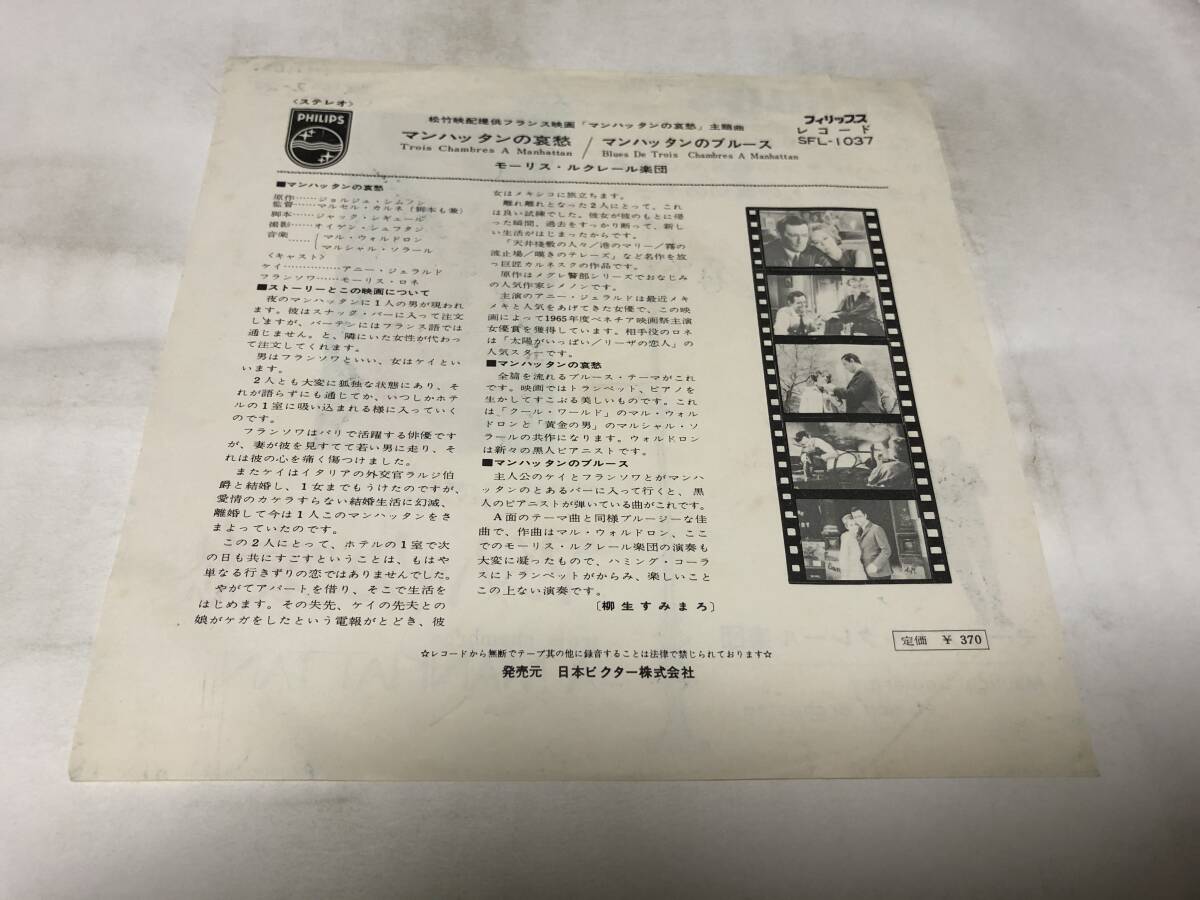 〈ステレオ〉
PHILIPS
松竹映配提供フランス映画「マンハッタンの哀愁」主題曲
マンハッタンの哀愁 / マンハッタンのブルース
Trois Chambres A Manhattan Blues De Trois Chambres A Manhattan
モーリス・ルクレール楽団
フィリップス
レコード
SFL-1037
■マンハッタンの哀愁
原作……ジョルジュ・シムノン
監督……マルセル・カルネ(脚本も兼)
脚本……ジャック・シギュール
撮影……オイゲン・シュフタン
音楽……マル・ウォルドロン
マルシャル・ソラール
〈キャスト〉
ケイ……………アニー・ジェラルド
フランソワ……モーリス・ロネ
■ストーリーとこの映画について
夜のマンハッタンに1人の男が現われ
ます。彼はスナッグ・バーに入って注文
しますが、バーテンにはフランス語では
通じません。と、隣にいた女性が代わっ
て注文してくれます。
男はフランソワといい、女はケイとい
います。
2人とも大変に孤独な状態にあり、そ
れが語らずにも通じてか、いつしかホテ
ルの1室に吸い込まれる様に入っていく
のです。
フランソワはパリで活躍する俳優です
が、妻が彼を見すてて若い男に走り、そ
れは彼の心を痛く傷つけました。
またケイはイタリアの外交官ラルジ伯
爵と結婚し、1女までもうけたのですが、
愛情のカケラすらない結婚生活に幻滅、
離婚して今は1人このマンハッタンをさ
まよっていたのです。
この2人にとって、ホテルの1室で次
の日も共にすごすということは、もはや
単なる行きずりの恋ではありませんでした。
やがてアパートを借り、そこで生活を
はじめます。その矢先、ケイの先夫との
娘がケガをしたという電報がとどき、彼
女はメキシコに旅立ちます。
離れ離れとなった2人にとって、これ
は良い試練でした。彼女が彼のもとに帰
った瞬間、過去をすっかり断って、新し
い生活がはじまったからです。
「天井桟敷の人々/港のマリー/霧の
波止場/嘆きのテレーズ」など名作を放
った巨匠カルネスクの作品です。
原作はメグレ警部シリーズでおなじみ
の人気作家シメノンです。
主演のアニー・ジェラルドは最近メキ
メキと人気をあげてきた女優で、この映
画によって1965年度ベネチア映画祭主演
女優賞を獲得しています。相手役のロネ
は「太陽がいっぱい/リーザの恋人」の
人気スターです。
■マンハッタンの哀愁
全篇を流れるブルース・テーマがこれ
です。映画ではトランペット、ピアノを
生かしてすこぶる美しいものです。これ
は「クール・ワールド」のマル・ウォル
ドロンと「黄金の男」のマルシャル・ソ
ラールの共作になります。ウォルドロン
は新々の黒人ピアニストです。
■マンハッタンのブルース
主人公のケイとフランソワとがマンハ
ッタンのとあるバーに入って行くと、黒
人のピアニストが弾いている曲がこれです。
A面のテーマ曲と同様ブルージーな佳
曲で、作曲はマル・ウォルドロン、ここ
でのモーリス・ルクレール楽団の演奏も
大変に凝ったもので、ハミング・コーラ
スにトランペットがからみ、楽しいこと
この上ない演奏です。
〔柳生すみまろ〕
定価 ¥ 370
☆レコードから無断でテープ其の他に録音することは法律で禁じられております☆
発売元 日本ビクター株式会社